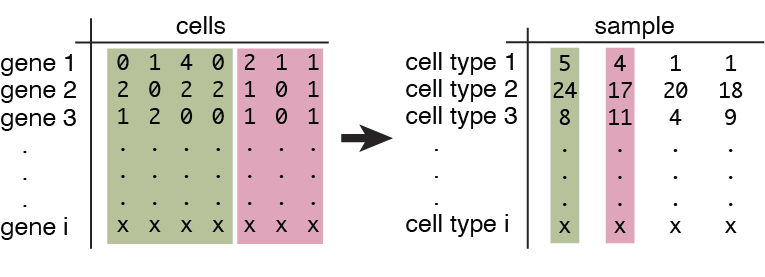 cells
gene 1 0 1 4 0 2 1 1
gene 2 2 0 2 2 1 0 1
gene 3 1 2 0 0 1 0 1
. . . . . . . .
. . . . . . . .
. . . . . . . .
gene i x x x x x x x
sample
cell type 1 5 4 1 1
cell type 2 24 17 20 18
cell type 3 8 11 4 9
. . . . .
. . . . .
. . . . .
cell type i x x x x